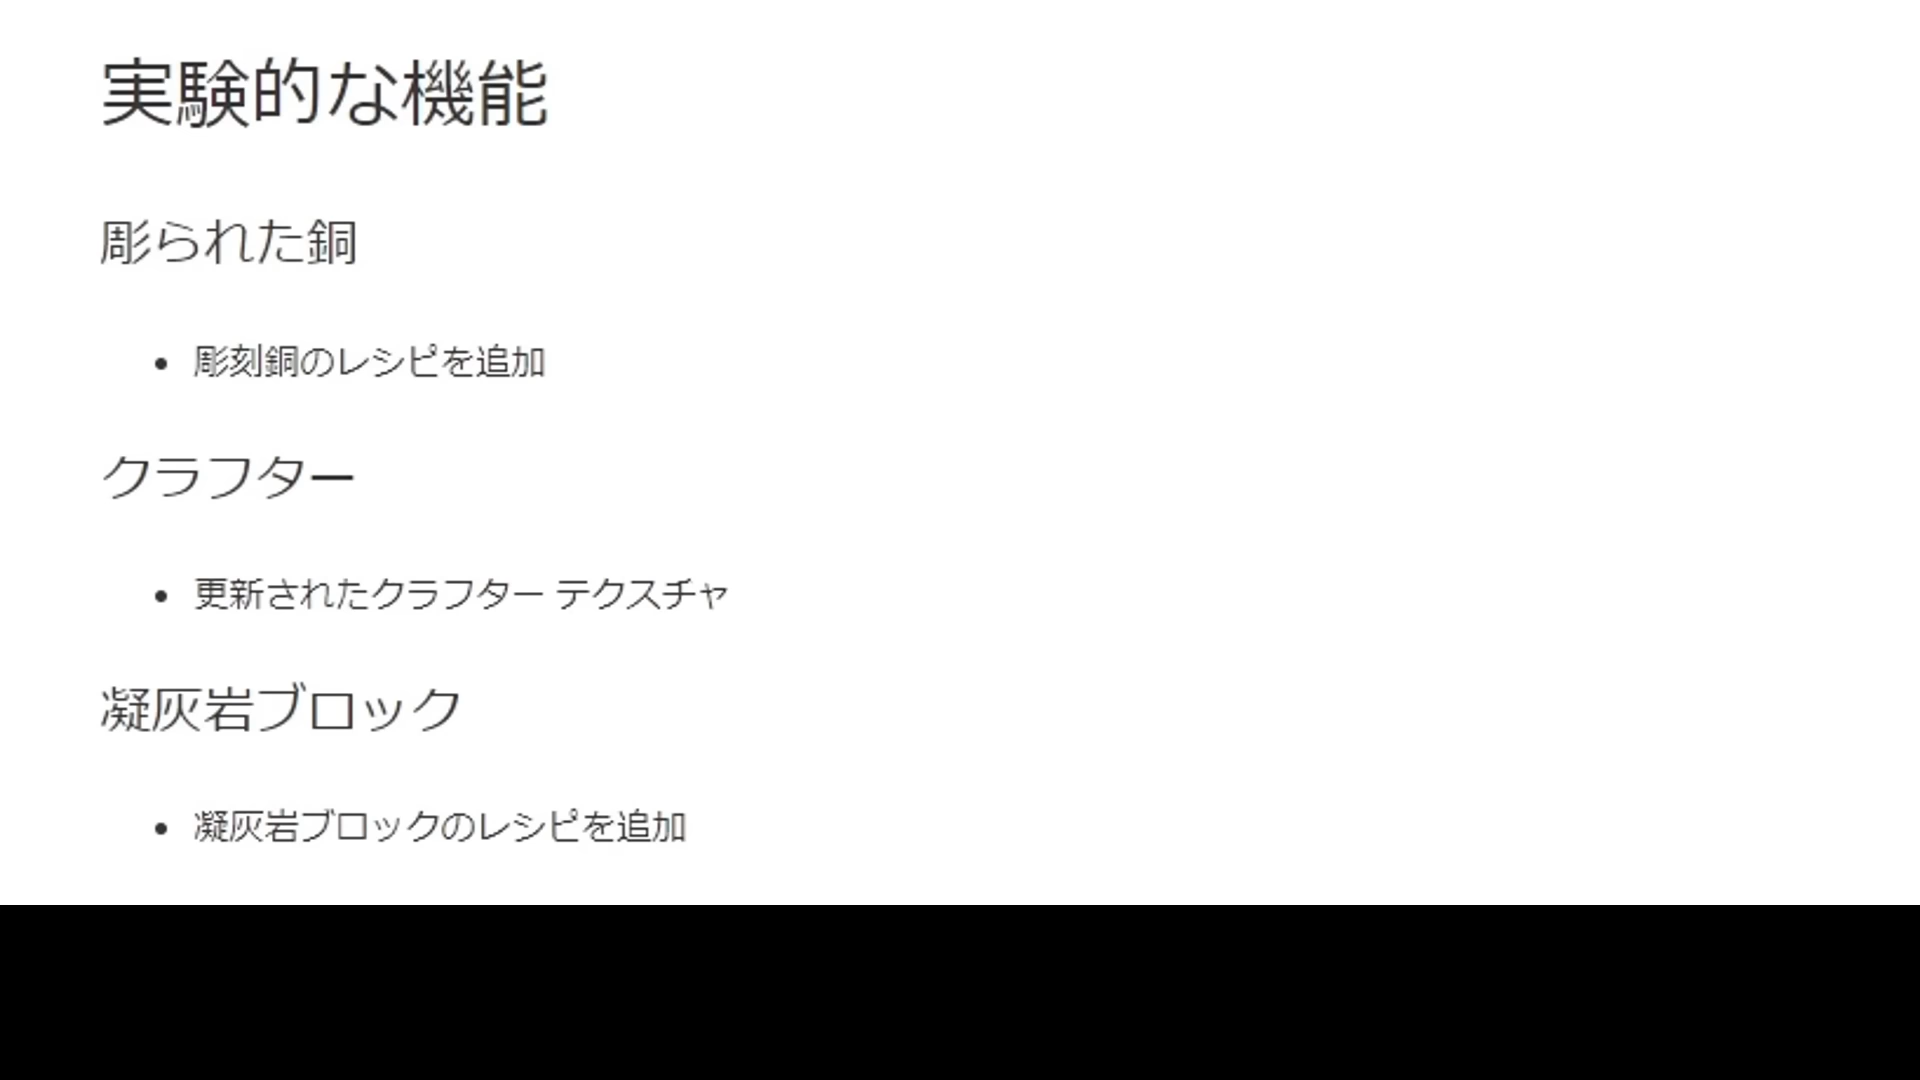 実験的な機能
彫られた銅
• 彫刻銅のレシピを追加
クラフター
• 更新されたクラフター テクスチャ
凝灰岩ブロック
• 凝灰岩ブロックのレシピを追加